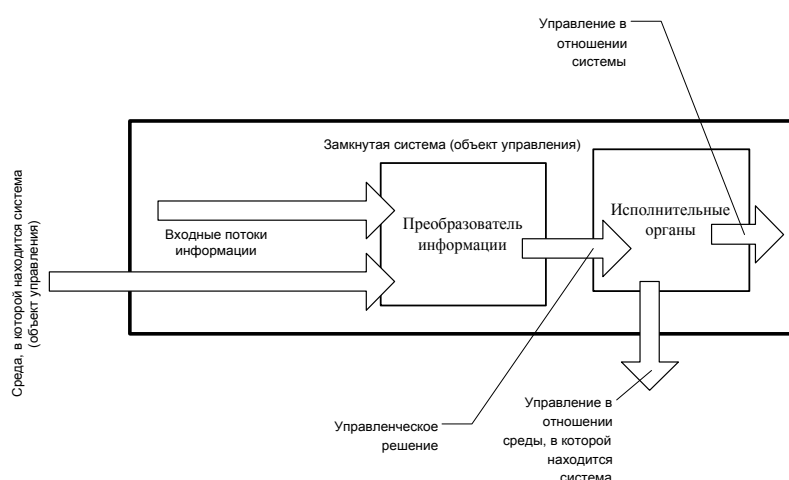 Управление в
отношении
системы
Замкнутая система (объект управления)
Среда, в которой находится система
(объект управления)
Входные потоки
информации
Преобразователь
информации
Исполнительные
органы
Управленческое
решение
Управление в
отношении
среды, в которой
находится
система